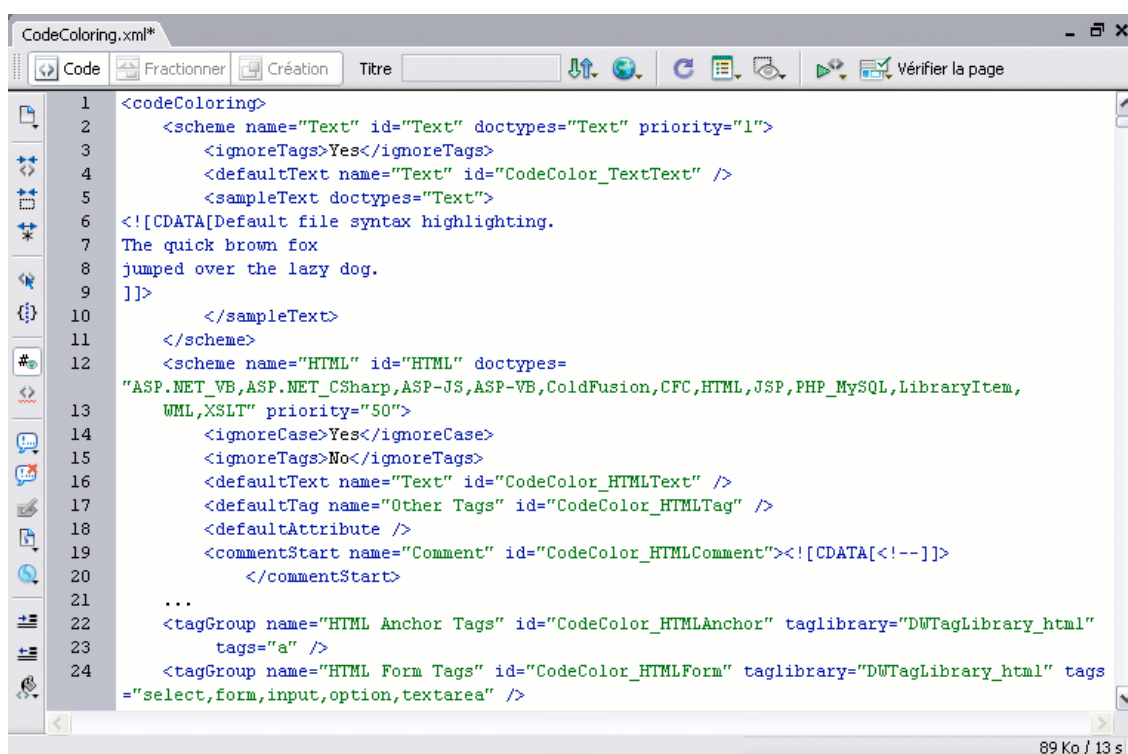 CodeColoring.xml*
Code Fractionner Création Titre Vérifier la page
1 <codeColoring>
2 <scheme name="Text" id="Text" doctypes="Text" priority="1">
3 <ignoreTags>Yes</ignoreTags>
4 <defaultText name="Text" id="CodeColor_TextText" />
5 <sampleText doctypes="Text">
6 <![CDATA[Default file syntax highlighting.
7 The quick brown fox
8 jumped over the lazy dog.
9 ]]>
10 </sampleText>
11 </scheme>
12 <scheme name="HTML" id="HTML" doctypes=
"ASP.NET_VB,ASP.NET_CSharp,ASP-JS,ASP-VB,ColdFusion,CFC,HTML,JSP,PHP_MySQL,LibraryItem,
13 WML,XSLT" priority="50">
14 <ignoreCase>Yes</ignoreCase>
15 <ignoreTags>No</ignoreTags>
16 <defaultText name="Text" id="CodeColor_HTMLText" />
17 <defaultTag name="Other Tags" id="CodeColor_HTMLTag" />
18 <defaultAttribute />
19 <commentStart name="Comment" id="CodeColor_HTMLComment"><![CDATA[<!--]]>
20 </commentStart>
21 ...
22 <tagGroup name="HTML Anchor Tags" id="CodeColor_HTMLAnchor" taglibrary="DWTagLibrary_html"
23 tags="a" />
24 <tagGroup name="HTML Form Tags" id="CodeColor_HTMLForm" taglibrary="DWTagLibrary_html" tags
="select,form,input,option,textarea" />
89 Ko / 13 s